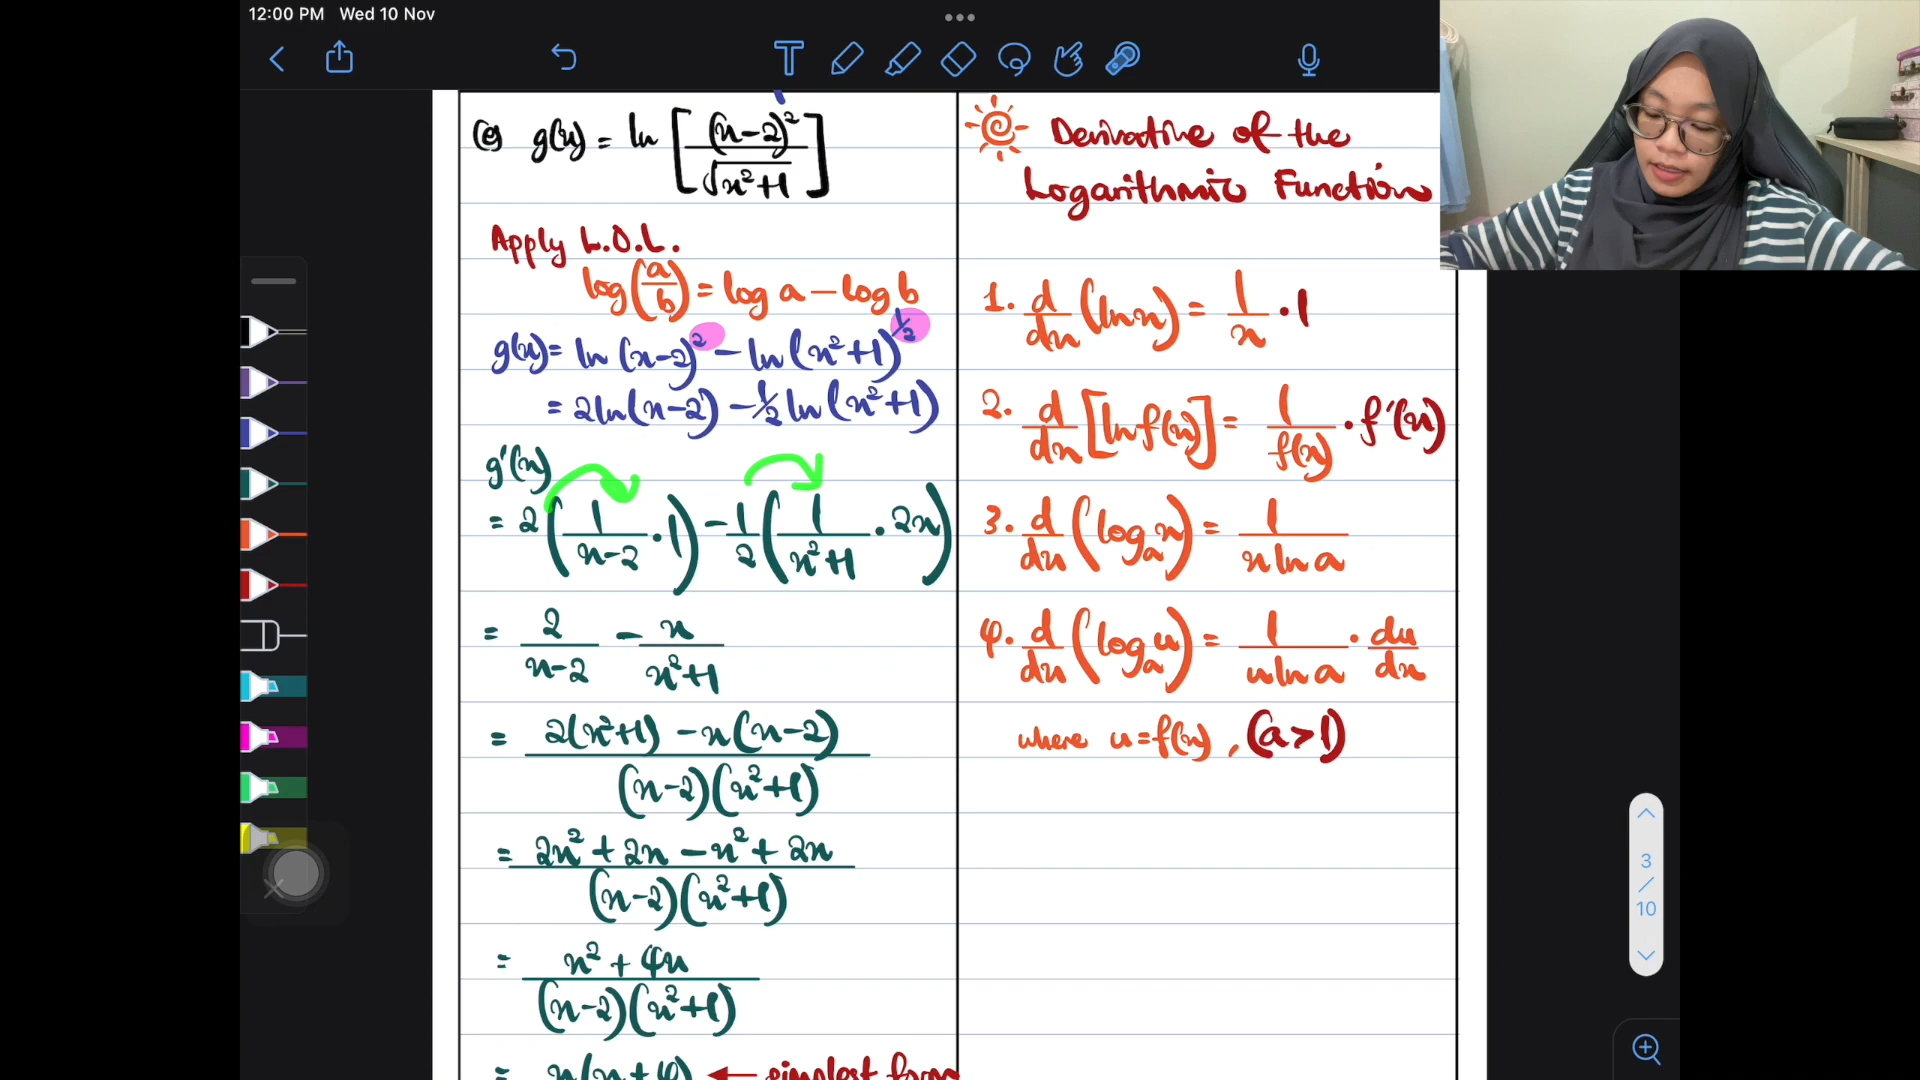 12:00 PM Wed 10 Nov
(e) g(x) = ln [ (x-2)² / √x²+1 ]
Apply L.O.L.
log(a/b) = log a - log b
g(x) = ln (x-2)² - ln (x²+1)^½
= 2ln(x-2) - ½ ln (x²+1)
g'(x)
= 2 ( 1/(x-2) · 1 ) - 1/2 ( 1/(x²+1) · 2x )
= 2/(x-2) - x/(x²+1)
= 2(x²+1) - x(x-2) / (x-2)(x²+1)
= 2x² + 2x - x² + 2x / (x-2)(x²+1)
= x² + 4x / (x-2)(x²+1)
= x(x+4) ← simplest form
Derivative of the
Logarithmic Function
1. d/dx (ln x) = 1/x · 1
2. d/dx [ln f(x)] = 1/f(x) · f'(x)
3. d/dx (logₐ x) = 1/(x ln a)
4. d/dx (logₐ u) = 1/(u ln a) · du/dx
where u = f(x), (a > 1)
3
/
10